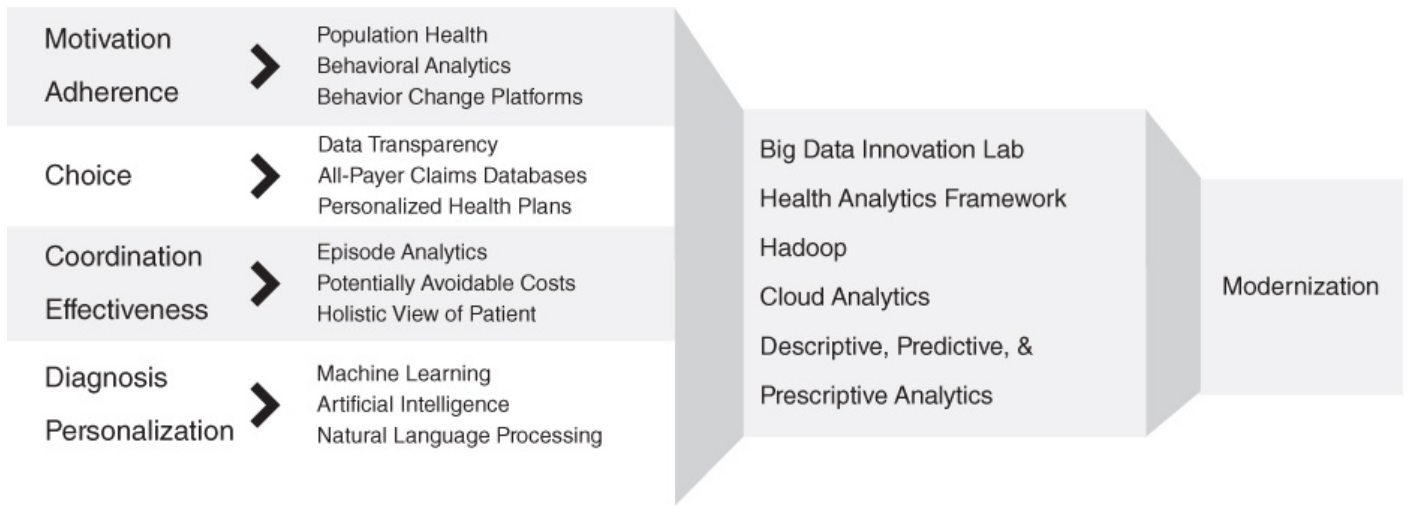 Motivation
Adherence
Population Health
Behavioral Analytics
Behavior Change Platforms
Choice
Data Transparency
All-Payer Claims Databases
Personalized Health Plans
Coordination
Effectiveness
Episode Analytics
Potentially Avoidable Costs
Holistic View of Patient
Diagnosis
Personalization
Machine Learning
Artificial Intelligence
Natural Language Processing
Big Data Innovation Lab
Health Analytics Framework
Hadoop
Cloud Analytics
Descriptive, Predictive, &
Prescriptive Analytics
Modernization